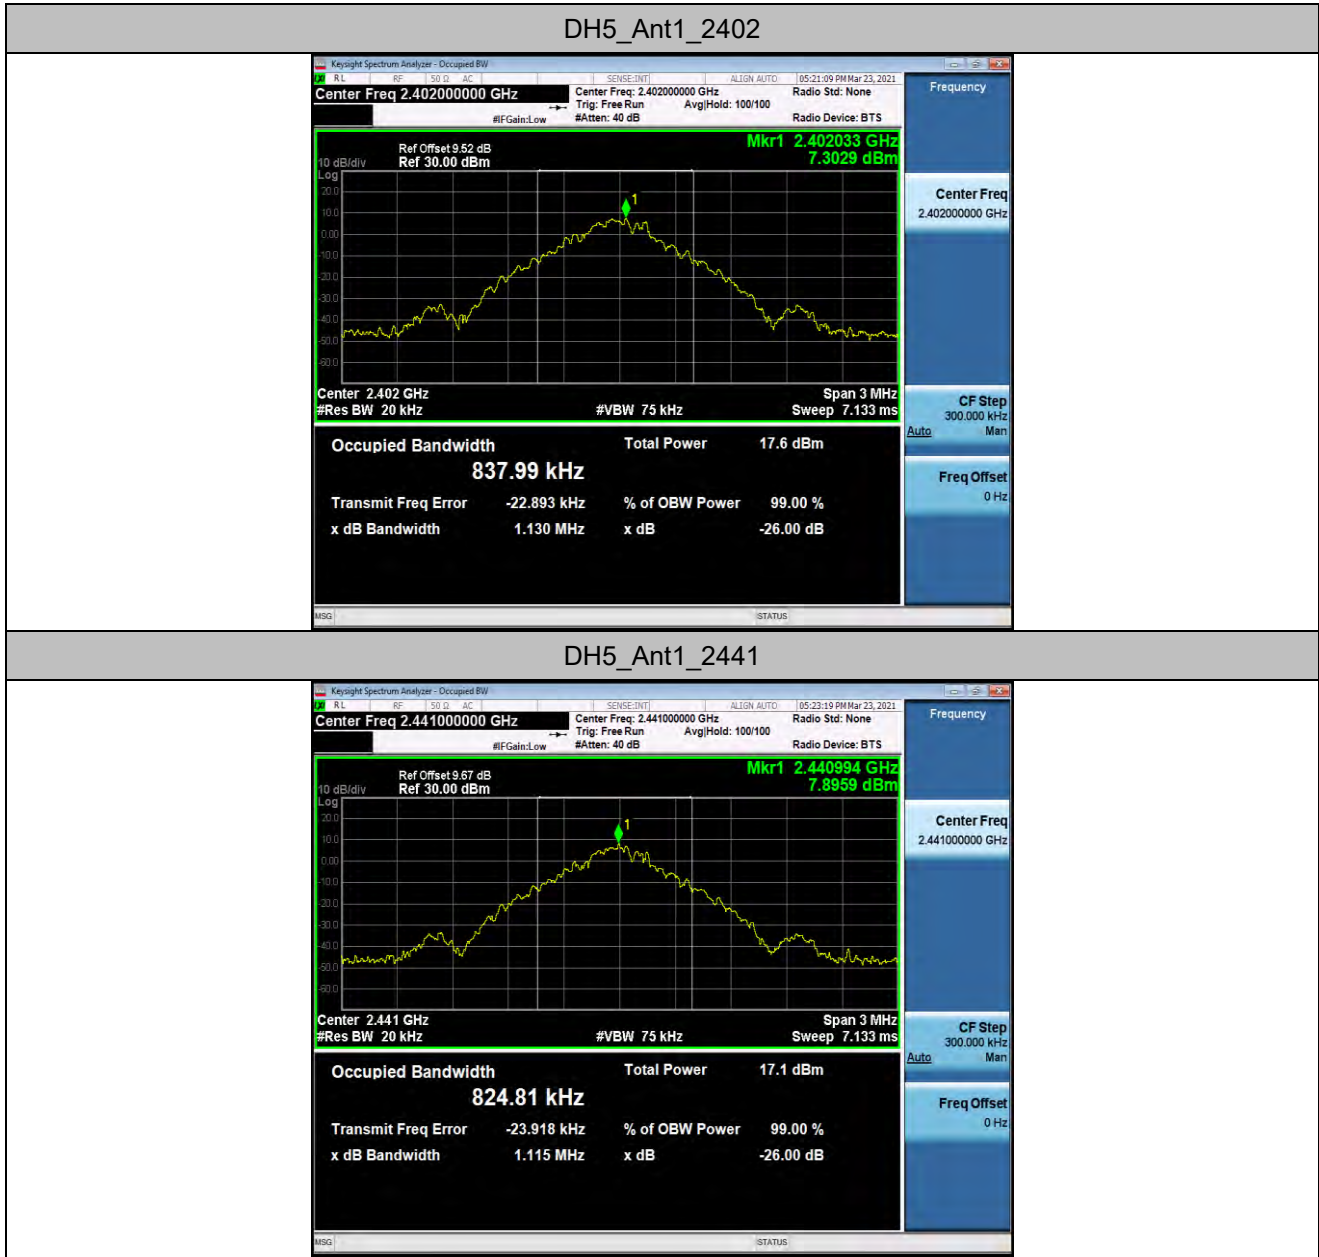 DH5_Ant1_2402
Keysight Spectrum Analyzer - Occupied BW
RL RF 50 Ω AC SENSE:INT ALIGN AUTO 05:21:09 PM Mar 23, 2021
Center Freq 2.402000000 GHz Center Freq: 2.402000000 GHz Radio Std: None
Trig: Free Run Avg|Hold: 100/100
#IFGain:Low #Atten: 40 dB Radio Device: BTS
Frequency
Mkr1 2.402033 GHz
7.3029 dBm
Ref Offset 9.52 dB
10 dB/div Ref 30.00 dBm
Log
20.0
10.0
0.00
-10.0
-20.0
-30.0
-40.0
-50.0
-60.0
1
Center 2.402 GHz Span 3 MHz
#Res BW 20 kHz #VBW 75 kHz Sweep 7.133 ms
Center Freq
2.402000000 GHz
CF Step
300.000 kHz
Auto Man
Freq Offset
0 Hz
Occupied Bandwidth Total Power 17.6 dBm
837.99 kHz
Transmit Freq Error -22.893 kHz % of OBW Power 99.00 %
x dB Bandwidth 1.130 MHz x dB -26.00 dB
MSG STATUS
DH5_Ant1_2441
Keysight Spectrum Analyzer - Occupied BW
RL RF 50 Ω AC SENSE:INT ALIGN AUTO 05:23:19 PM Mar 23, 2021
Center Freq 2.441000000 GHz Center Freq: 2.441000000 GHz Radio Std: None
Trig: Free Run Avg|Hold: 100/100
#IFGain:Low #Atten: 40 dB Radio Device: BTS
Frequency
Mkr1 2.440994 GHz
7.8959 dBm
Ref Offset 9.67 dB
10 dB/div Ref 30.00 dBm
Log
20.0
10.0
0.00
-10.0
-20.0
-30.0
-40.0
-50.0
-60.0
1
Center 2.441 GHz Span 3 MHz
#Res BW 20 kHz #VBW 75 kHz Sweep 7.133 ms
Center Freq
2.441000000 GHz
CF Step
300.000 kHz
Auto Man
Freq Offset
0 Hz
Occupied Bandwidth Total Power 17.1 dBm
824.81 kHz
Transmit Freq Error -23.918 kHz % of OBW Power 99.00 %
x dB Bandwidth 1.115 MHz x dB -26.00 dB
MSG STATUS